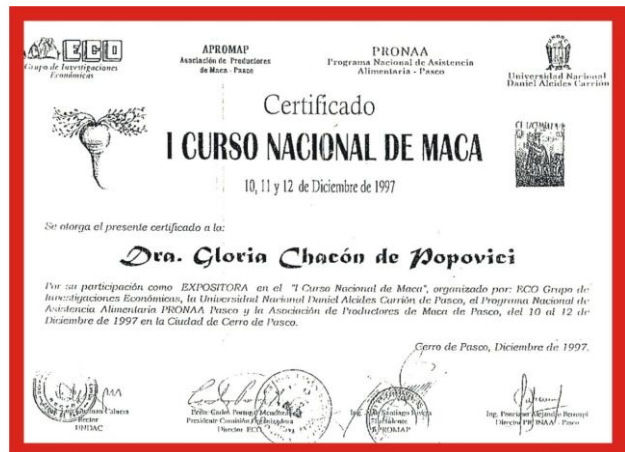 ECO
Grupo de Investigaciones
Económicas
APROMAP
Asociación de Productores
de Maca - Pasco
PRONAA
Programa Nacional de Asistencia
Alimentaria - Pasco
Universidad Nacional
Daniel Alcides Carrión
Certificado
I CURSO NACIONAL DE MACA
10, 11 y 12 de Diciembre de 1997
Se otorga el presente certificado a la:
Dra. Gloria Chacón de Popovici
Por su participación como EXPOSITORA en el "I Curso Nacional de Maca", organizado por: ECO Grupo de
Investigaciones Económicas, la Universidad Nacional Daniel Alcides Carrión de Pasco, el Programa Nacional de
Asistencia Alimentaria PRONAA Pasco y la Asociación de Productores de Maca de Pasco, del 10 al 12 de
Diciembre de 1997 en la Ciudad de Cerro de Pasco.
Cerro de Pasco, Diciembre de 1997.
Rector
UNDAC
Presidente Comisión
Director ECO
Ing. Santiago
Presidente
APROMAP
Ing.
Director PRONAA - Pasco